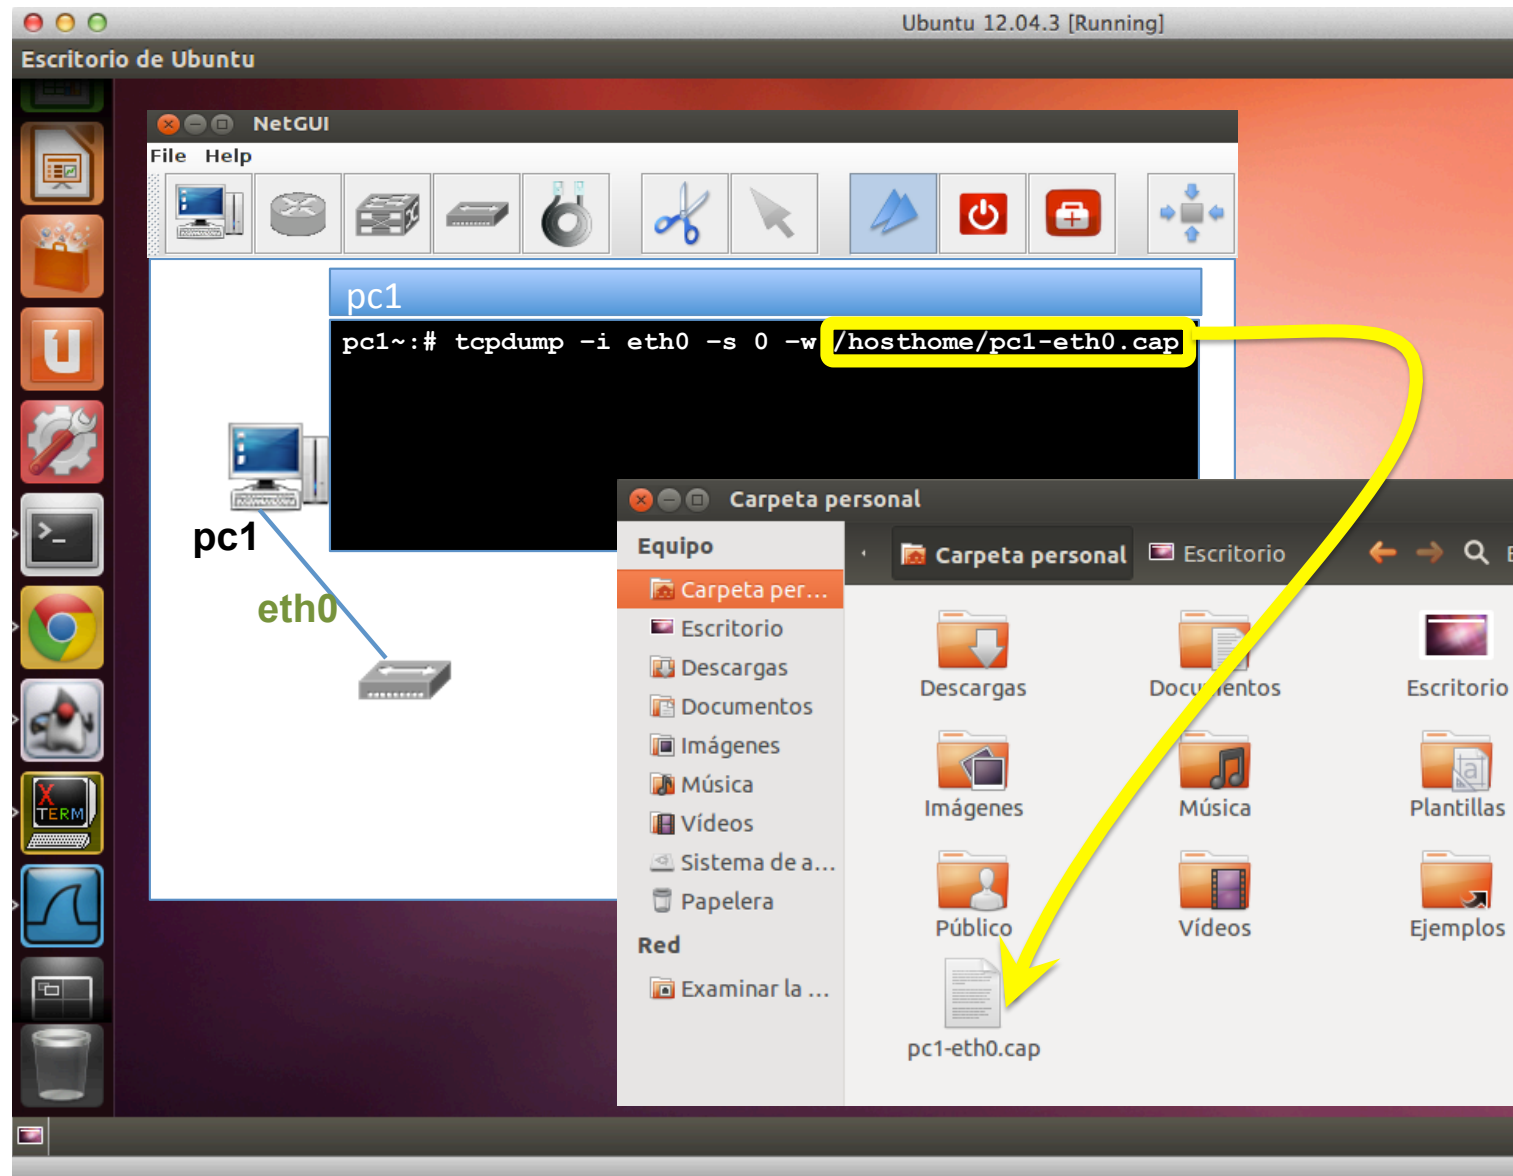 Ubuntu 12.04.3 [Running]
Escritorio de Ubuntu
NetGUI
File Help
pc1
pc1~:# tcpdump –i eth0 –s 0 –w /hosthome/pc1-eth0.cap
pc1
eth0
Carpeta personal
Equipo
Carpeta personal
Escritorio
Carpeta per...
Escritorio
Descargas
Documentos
Imágenes
Música
Vídeos
Sistema de a...
Papelera
Red
Examinar la ...
Descargas
Documentos
Escritorio
Imágenes
Música
Plantillas
Público
Vídeos
Ejemplos
pc1-eth0.cap
X
TERM